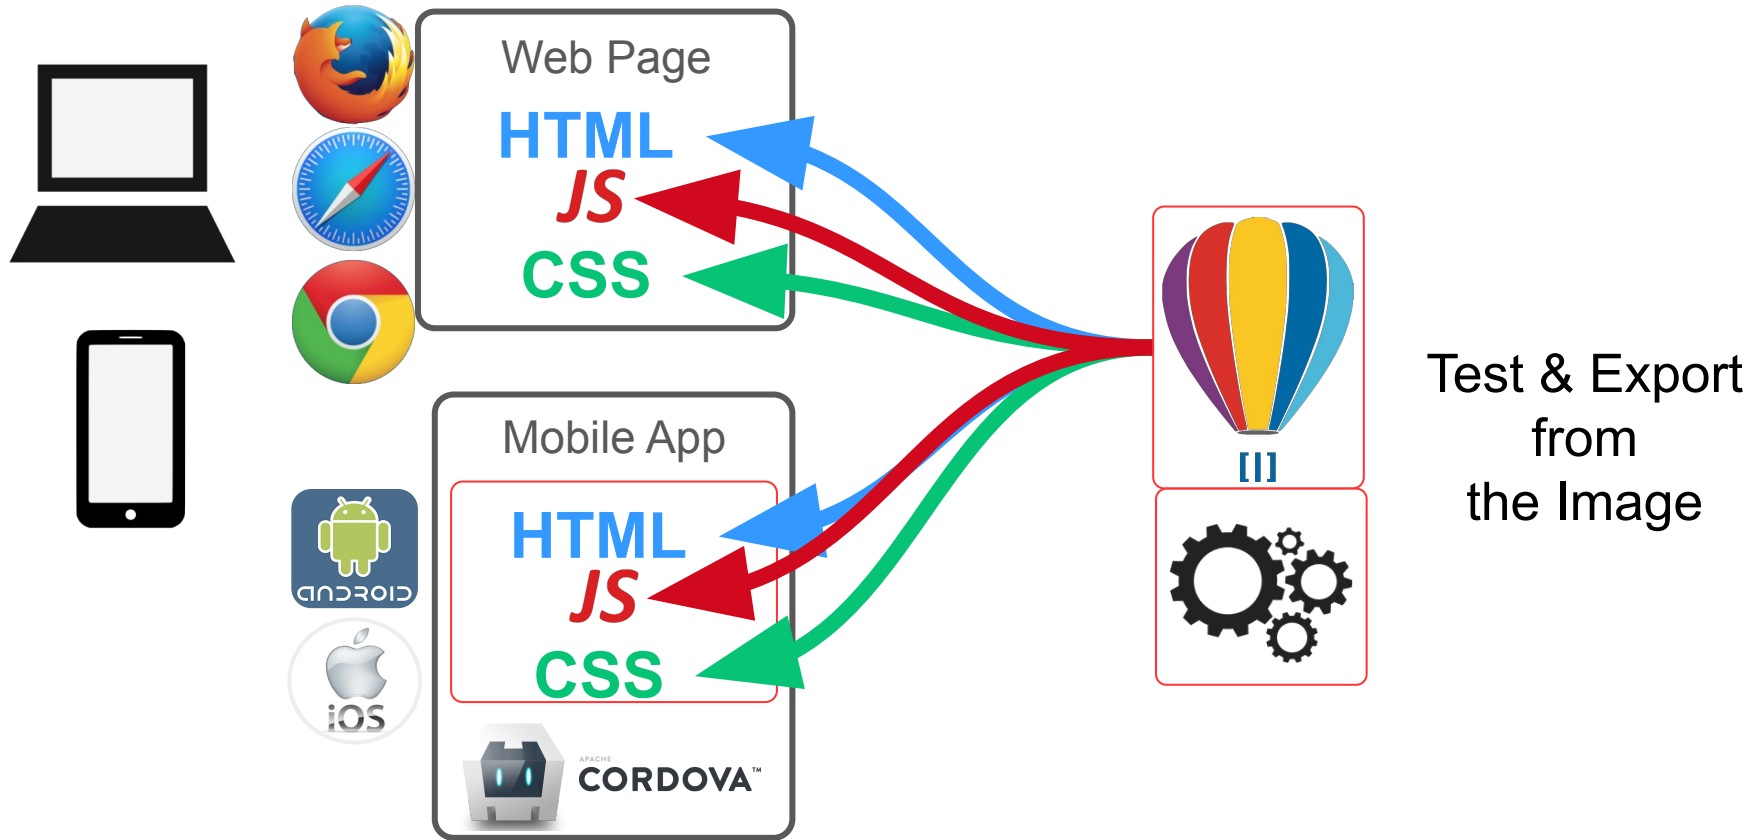 Web Page
HTML
JS
CSS
Mobile App
HTML
JS
CSS
ANDROID
iOS
APACHE
CORDOVA™
[|]
Test & Export
from
the Image